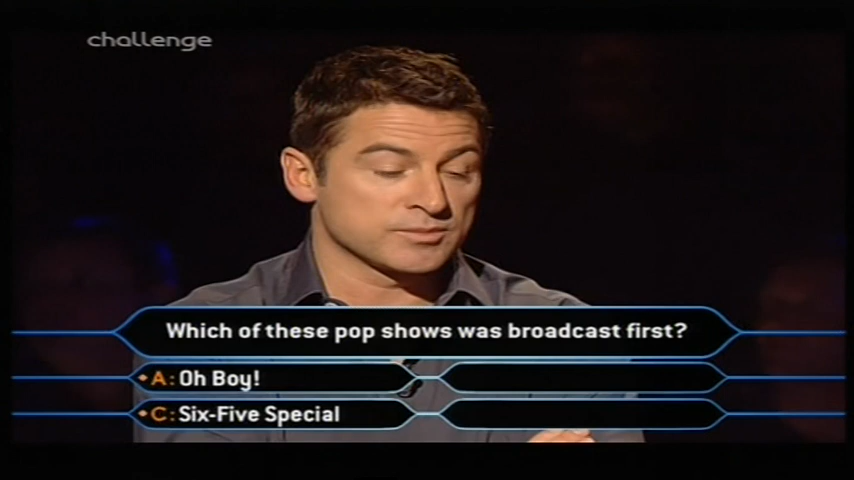 challenge
Which of these pop shows was broadcast first?
A: Oh Boy!
C: Six-Five Special